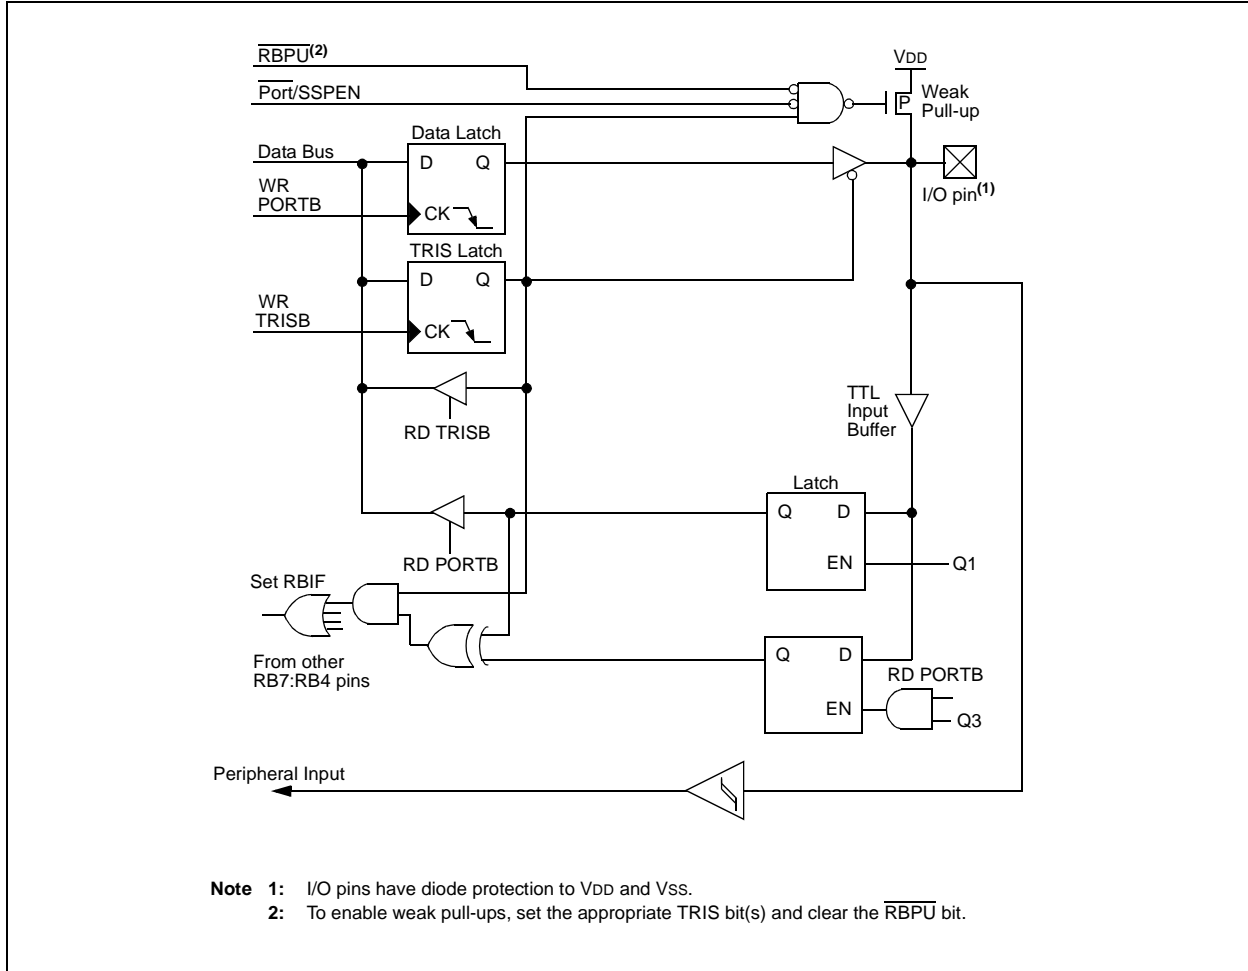 RBPU(2)
VDD
Port/SSPEN
Weak
Pull-up
P
Data Latch
Data Bus
D Q
WR
PORTB
CK
I/O pin(1)
TRIS Latch
D Q
WR
TRISB
CK
RD TRISB
TTL
Input
Buffer
Latch
Q D
EN
Q1
RD PORTB
Set RBIF
From other
RB7:RB4 pins
Q D
RD PORTB
EN
Q3
Peripheral Input
Note 1: I/O pins have diode protection to VDD and VSS.
2: To enable weak pull-ups, set the appropriate TRIS bit(s) and clear the RBPU bit.